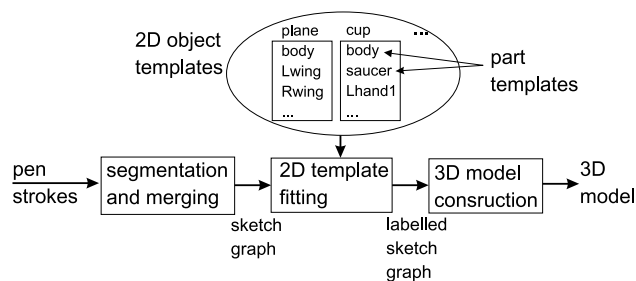 2D object
templates
plane
body
Lwing
Rwing
...
cup
body
saucer
Lhand1
...
...
part
templates
pen
strokes
segmentation
and merging
sketch
graph
2D template
fitting
labelled
sketch
graph
3D model
consruction
3D
model